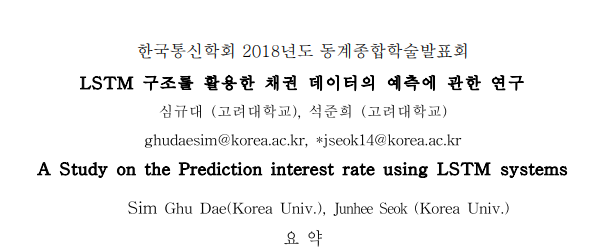 한국통신학회 2018년도 동계종합학술발표회
LSTM 구조를 활용한 채권 데이터의 예측에 관한 연구
심규대 (고려대학교), 석준희 (고려대학교)
ghudaesim@korea.ac.kr, *jseok14@korea.ac.kr
A Study on the Prediction interest rate using LSTM systems
Sim Ghu Dae(Korea Univ.), Junhee Seok (Korea Univ.)
요 약